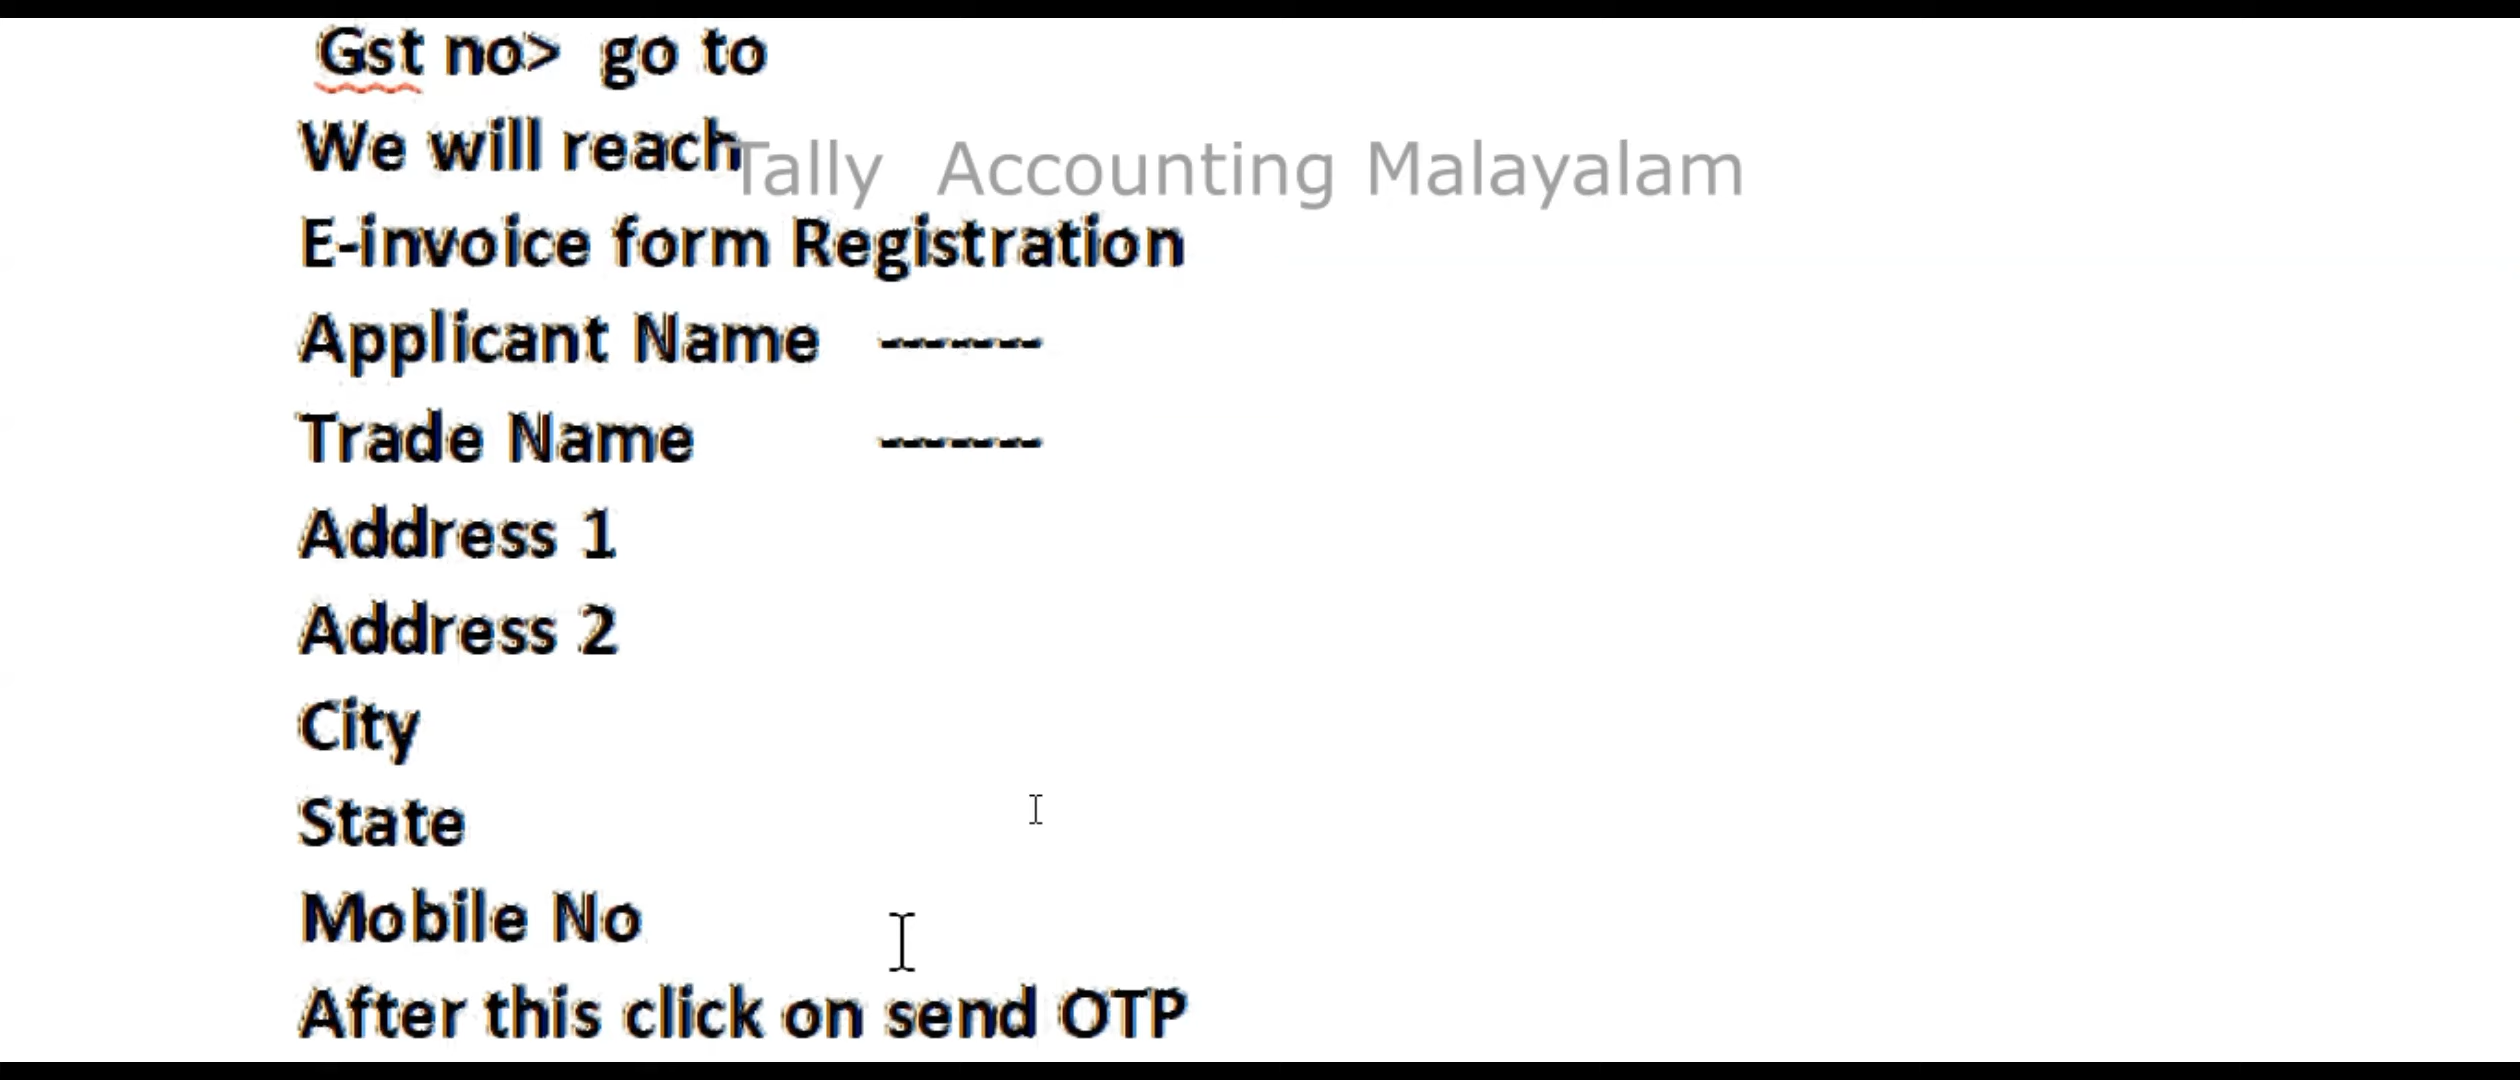 Gst no> go to
We will reach
Tally Accounting Malayalam
E-invoice form Registration
Applicant Name -------
Trade Name -------
Address 1
Address 2
City
State
Mobile No
After this click on send OTP